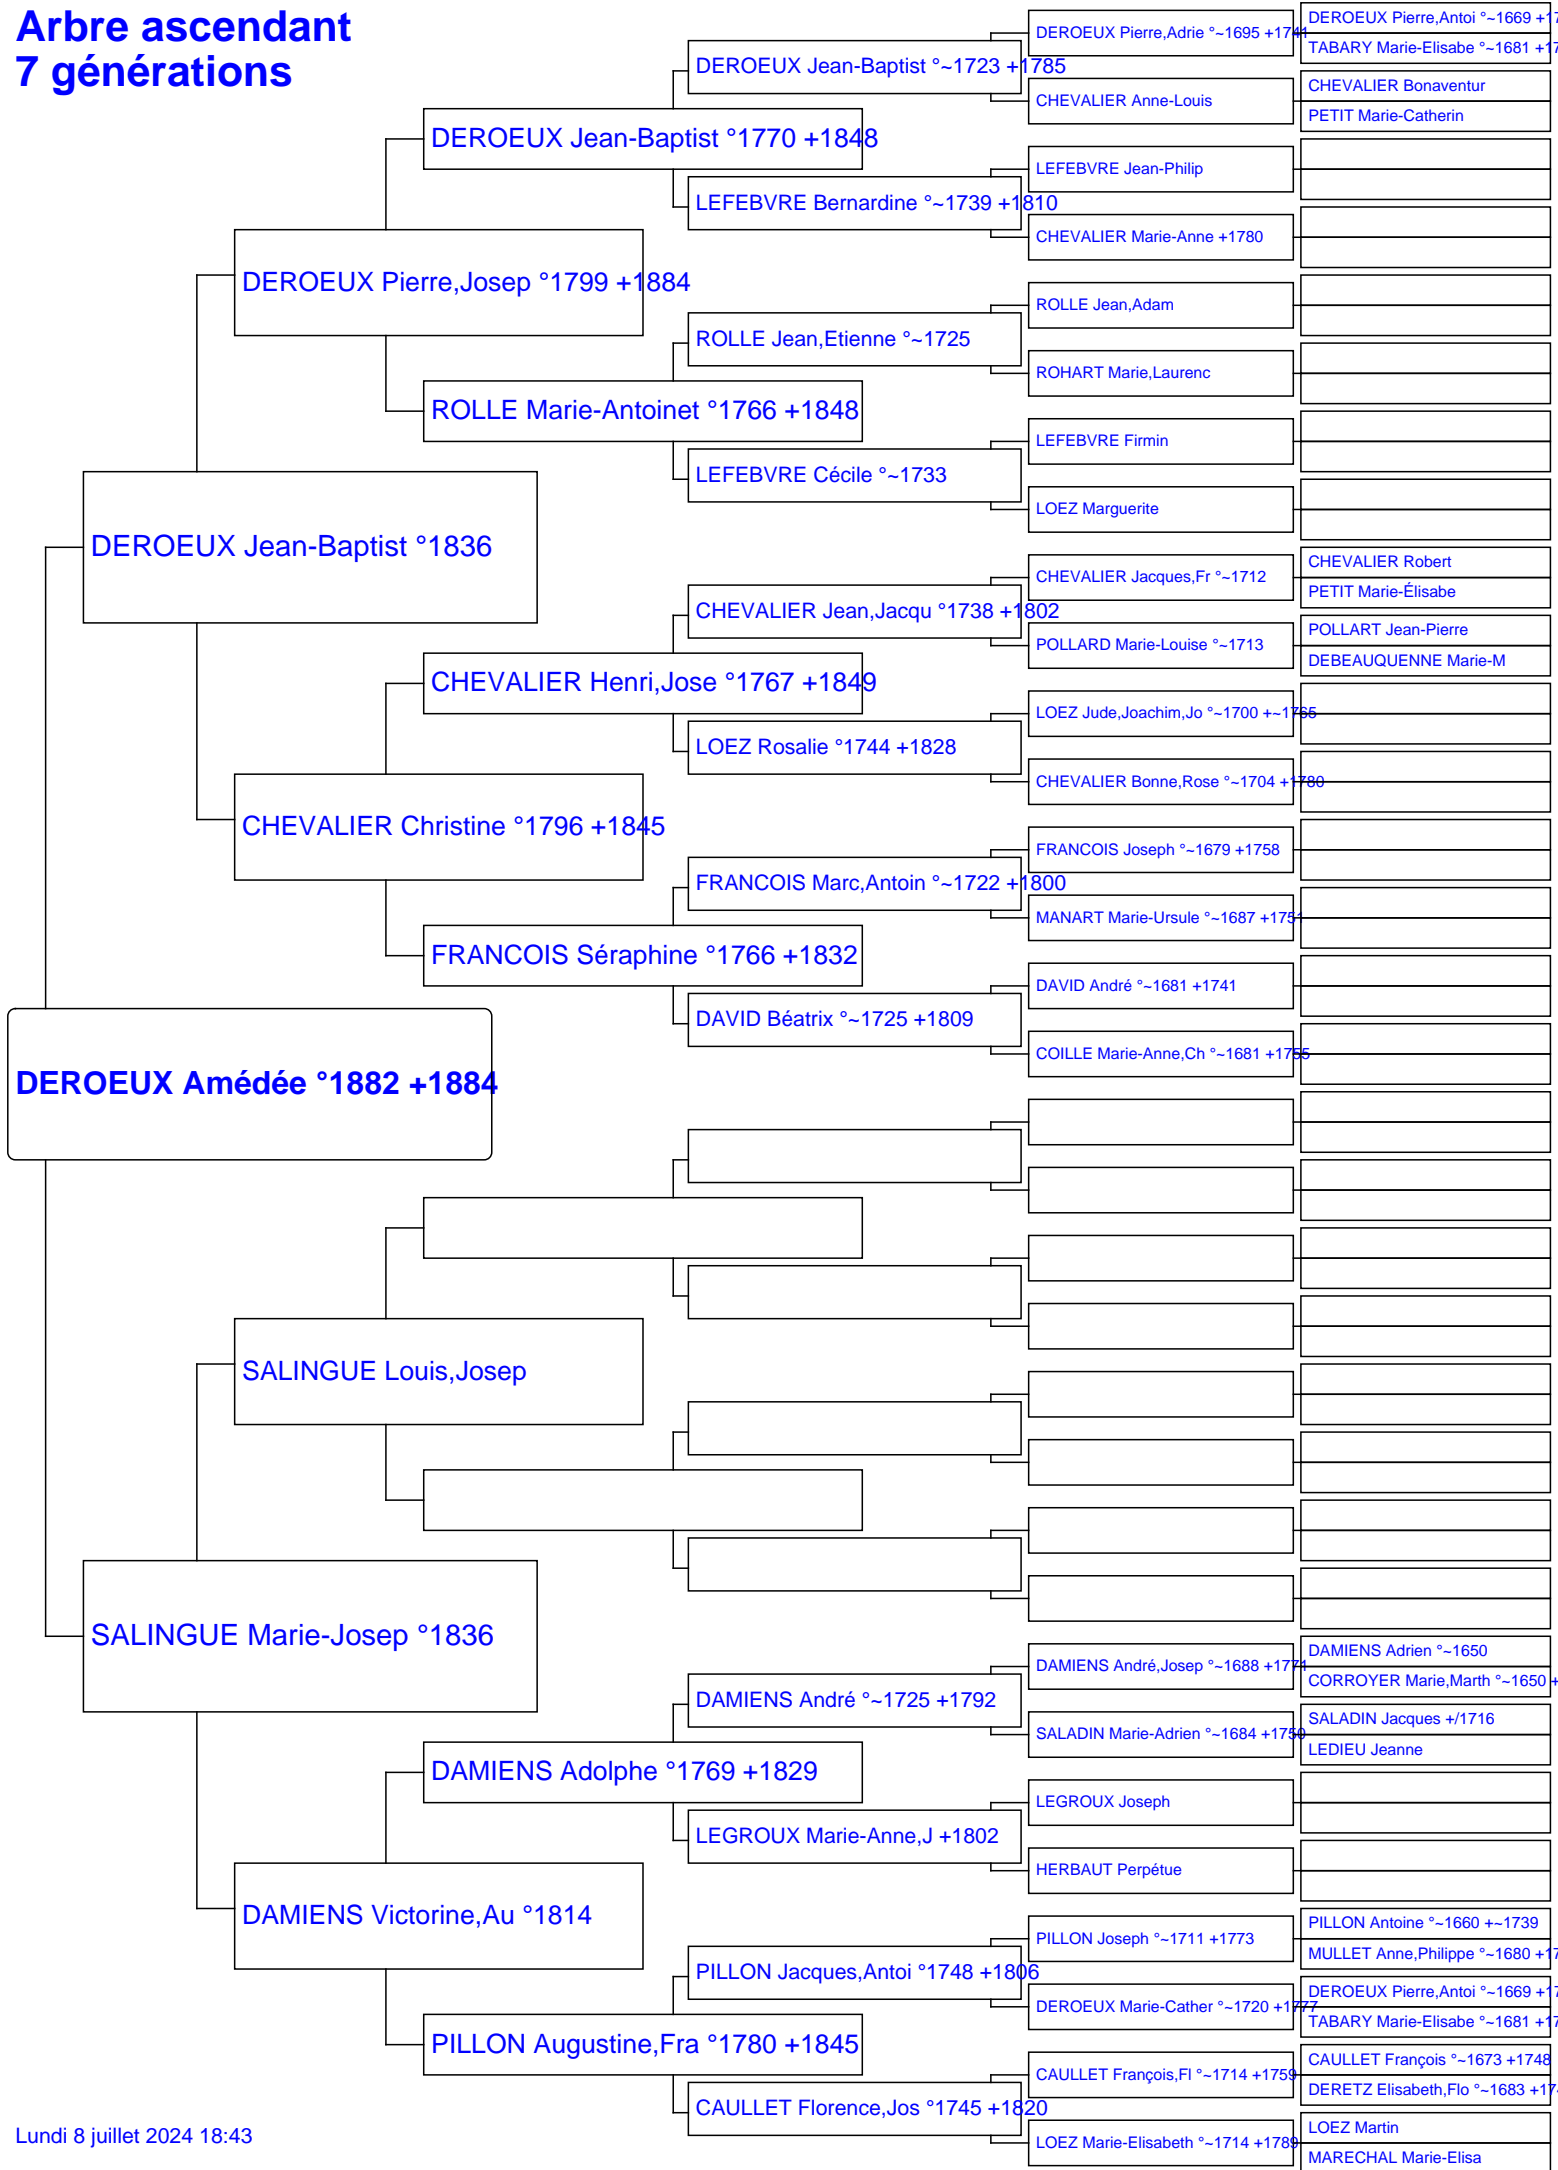 Arbre ascendant
7 générations
DEROEUX Pierre,Antoi °~1669 +17
DEROEUX Pierre,Adrie °~1695 +1741
TABARY Marie-Elisabe °~1681 +17
DEROEUX Jean-Baptist °~1723 +1785
CHEVALIER Bonaventur
CHEVALIER Anne-Louis
PETIT Marie-Catherin
DEROEUX Jean-Baptist °1770 +1848
LEFEBVRE Jean-Philip
LEFEBVRE Bernardine °~1739 +1810
CHEVALIER Marie-Anne +1780
DEROEUX Pierre,Josep °1799 +1884
ROLLE Jean,Adam
ROLLE Jean,Etienne °~1725
ROHART Marie,Laurenc
ROLLE Marie-Antoinet °1766 +1848
LEFEBVRE Firmin
LEFEBVRE Cécile °~1733
LOEZ Marguerite
DEROEUX Jean-Baptist °1836
CHEVALIER Robert
CHEVALIER Jacques,Fr °~1712
PETIT Marie-Élisabe
CHEVALIER Jean,Jacqu °1738 +1802
POLLART Jean-Pierre
POLLARD Marie-Louise °~1713
DEBEAUQUENNE Marie-M
CHEVALIER Henri,Jose °1767 +1849
LOEZ Jude,Joachim,Jo °~1700 +~1765
LOEZ Rosalie °1744 +1828
CHEVALIER Bonne,Rose °~1704 +1780
CHEVALIER Christine °1796 +1845
FRANCOIS Joseph °~1679 +1758
FRANCOIS Marc,Antoin °~1722 +1800
MANART Marie-Ursule °~1687 +1751
FRANCOIS Séraphine °1766 +1832
DAVID André °~1681 +1741
DAVID Béatrix °~1725 +1809
COILLE Marie-Anne,Ch °~1681 +1755
DEROEUX Amédée °1882 +1884
SALINGUE Louis,Josep
SALINGUE Marie-Josep °1836
DAMIENS Adrien °~1650
DAMIENS André,Josep °~1688 +1771
CORROYER Marie,Marth °~1650 +
DAMIENS André °~1725 +1792
SALADIN Jacques +/1716
SALADIN Marie-Adrien °~1684 +1750
LEDIEU Jeanne
DAMIENS Adolphe °1769 +1829
LEGROUX Joseph
LEGROUX Marie-Anne,J +1802
HERBAUT Perpétue
DAMIENS Victorine,Au °1814
PILLON Antoine °~1660 +~1739
PILLON Joseph °~1711 +1773
MULLET Anne,Philippe °~1680 +17
PILLON Jacques,Antoi °1748 +1806
DEROEUX Pierre,Antoi °~1669 +17
DEROEUX Marie-Cather °~1720 +1777
TABARY Marie-Elisabe °~1681 +17
PILLON Augustine,Fra °1780 +1845
CAULLET François °~1673 +1748
CAULLET François,Fl °~1714 +1759
DERETZ Elisabeth,Flo °~1683 +174
CAULLET Florence,Jos °1745 +1820
LOEZ Martin
LOEZ Marie-Elisabeth °~1714 +1789
MARECHAL Marie-Elisa
Lundi 8 juillet 2024 18:43